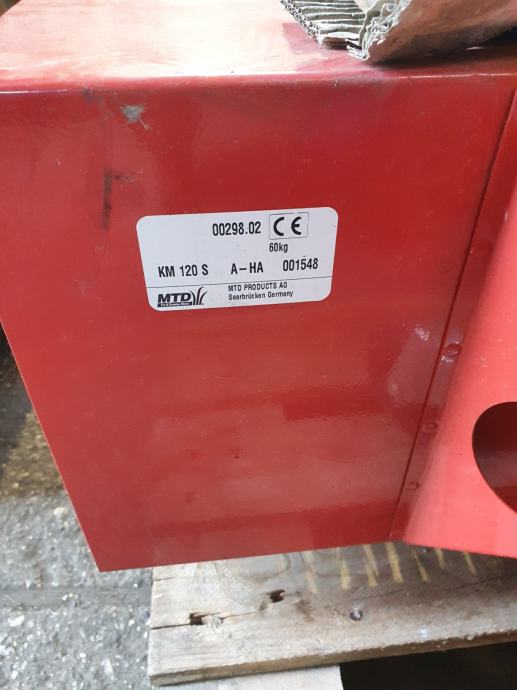 00298.02 CE
60kg
KM 120 S A-HA 001548
MTD
MTD PRODUCTS AG
Saarbrücken Germany